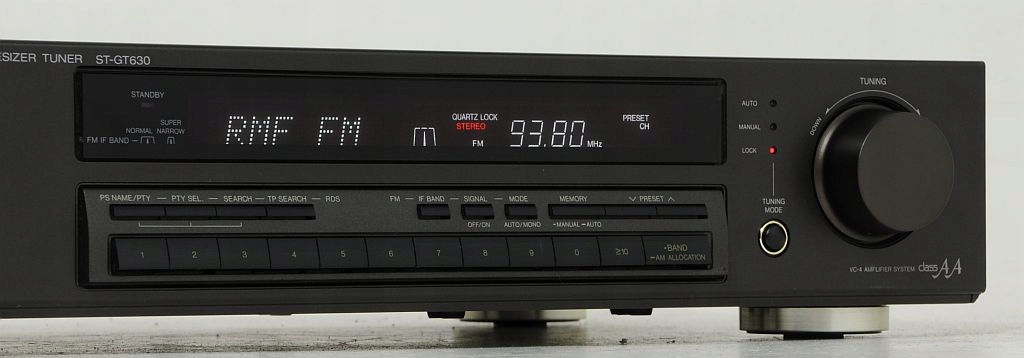 ESIZER TUNER ST-GT630
STANDBY
SUPER
NORMAL NARROW
FM IF BAND
RMF FM
QUARTZ LOCK
STEREO
FM
93.80 MHz
PRESET
CH
TUNING
DOWN
AUTO
MANUAL
LOCK
TUNING
MODE
PS NAME/PTY PTY SEL. SEARCH TP SEARCH RDS
FM IF BAND SIGNAL MODE MEMORY PRESET
OFF/ON AUTO/MONO -MANUAL -AUTO
1 2 3 4 5 6 7 8 9 0 ≥10 -BAND
-AM ALLOCATION
VC-4 AMPLIFIER SYSTEM class AA